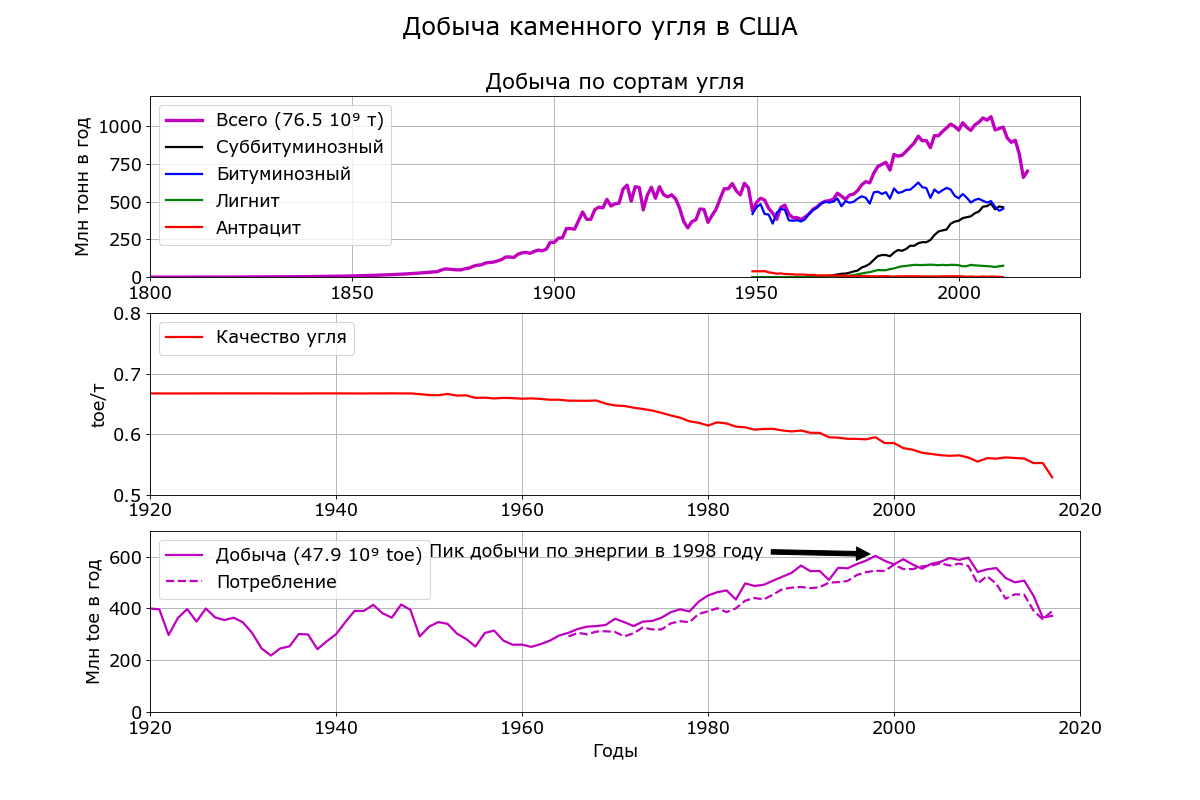 Добыча каменного угля в США
Добыча по сортам угля
Млн тонн в год
1000
750
500
250
0
Всего (76.5 10⁹ т)
Суббитуминозный
Битуминозный
Лигнит
Антрацит
1800 1850 1900 1950 2000
toe/т
0.8
0.7
0.6
0.5
Качество угля
1920 1940 1960 1980 2000 2020
Млн toe в год
600
400
200
0
Добыча (47.9 10⁹ toe)
Потребление
Пик добычи по энергии в 1998 году
1920 1940 1960 1980 2000 2020
Годы